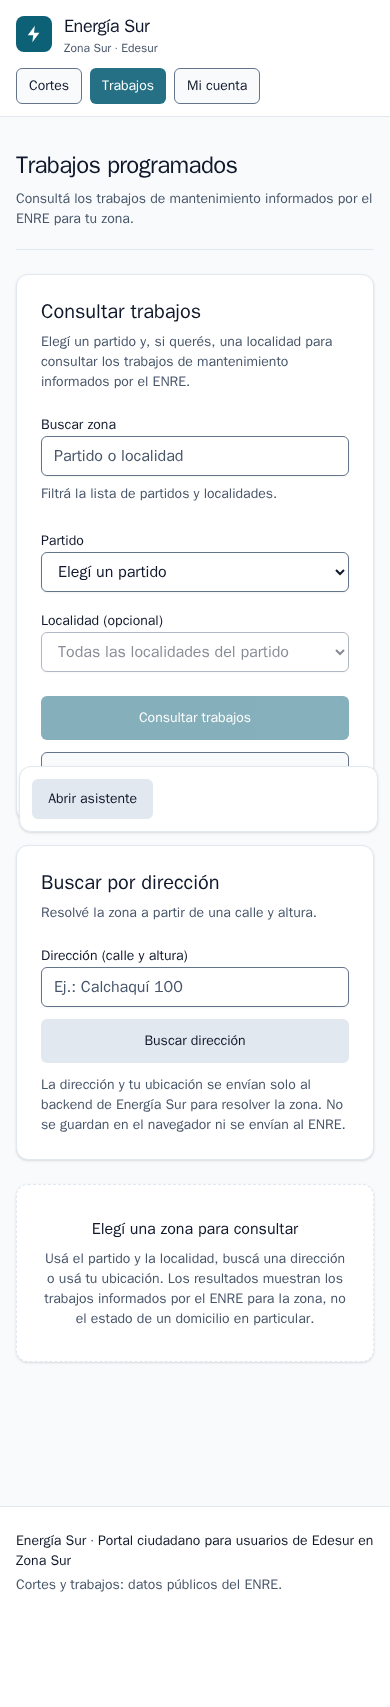 Energía Sur
Zona Sur · Edesur
Cortes
Trabajos
Mi cuenta
Trabajos programados
Consultá los trabajos de mantenimiento informados por el
ENRE para tu zona.
Consultar trabajos
Elegí un partido y, si querés, una localidad para
consultar los trabajos de mantenimiento
informados por el ENRE.
Buscar zona
Partido o localidad
Filtrá la lista de partidos y localidades.
Partido
Elegí un partido
Localidad (opcional)
Todas las localidades del partido
Consultar trabajos
Abrir asistente
Buscar por dirección
Resolvé la zona a partir de una calle y altura.
Dirección (calle y altura)
Ej.: Calchaquí 100
Buscar dirección
La dirección y tu ubicación se envían solo al
backend de Energía Sur para resolver la zona. No
se guardan en el navegador ni se envían al ENRE.
Elegí una zona para consultar
Usá el partido y la localidad, buscá una dirección
o usá tu ubicación. Los resultados muestran los
trabajos informados por el ENRE para la zona, no
el estado de un domicilio en particular.
Energía Sur · Portal ciudadano para usuarios de Edesur en
Zona Sur
Cortes y trabajos: datos públicos del ENRE.